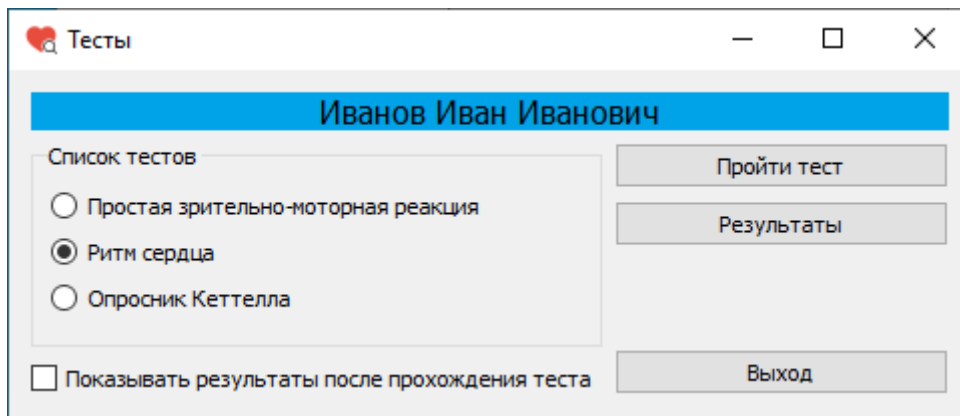 Тесты
Иванов Иван Иванович
Список тестов
Простая зрительно-моторная реакция
Ритм сердца
Опросник Кеттелла
Показывать результаты после прохождения теста
Пройти тест
Результаты
Выход